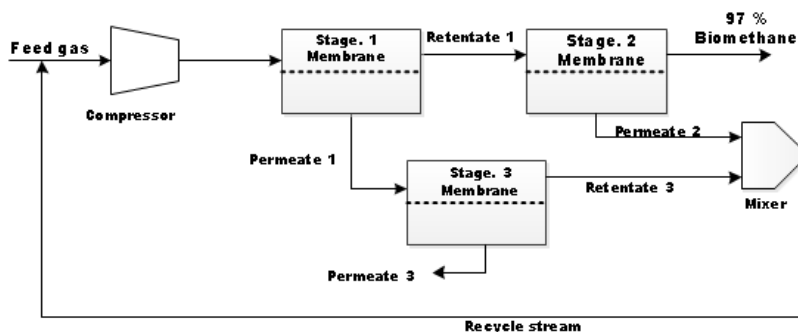 Feed gas
Compressor
Stage. 1
Membrane
Retentate 1
Stage. 2
Membrane
97 %
Biomethane
Permeate 1
Permeate 2
Stage. 3
Membrane
Retentate 3
Mixer
Permeate 3
Recycle stream